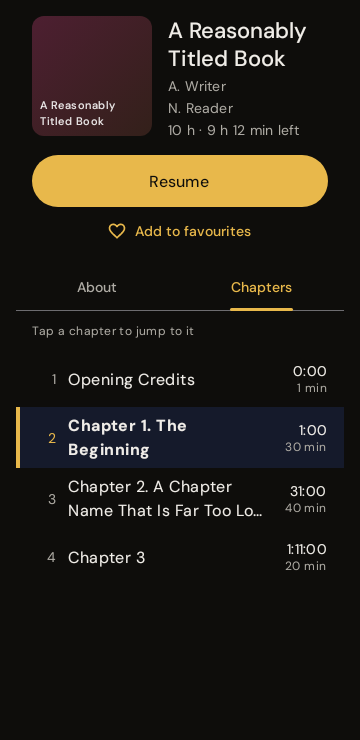 A Reasonably
Titled Book
A Reasonably
Titled Book
A. Writer
N. Reader
10 h · 9 h 12 min left
Resume
Add to favourites
About
Chapters
Tap a chapter to jump to it
1 Opening Credits 0:00
1 min
2 Chapter 1. The Beginning 1:00
30 min
3 Chapter 2. A Chapter Name That Is Far Too Lo… 31:00
40 min
4 Chapter 3 1:11:00
20 min